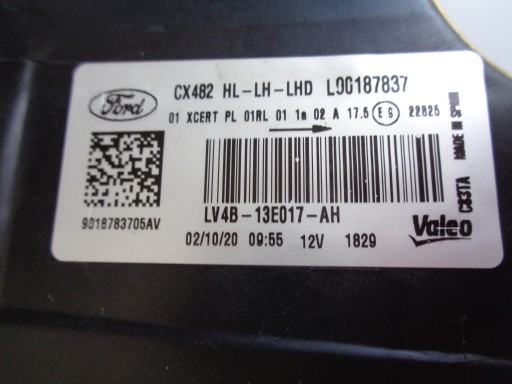 Ford
CX482 HL-LH-LHD L90187837
01 XCERT PL 01RL 01 1a 02 A 17.5 E9 22825
LV4B-13E017-AH
9018783705AV
02/10/20 09:55 12V 1829
Valeo
C33TA MADE IN SPAIN